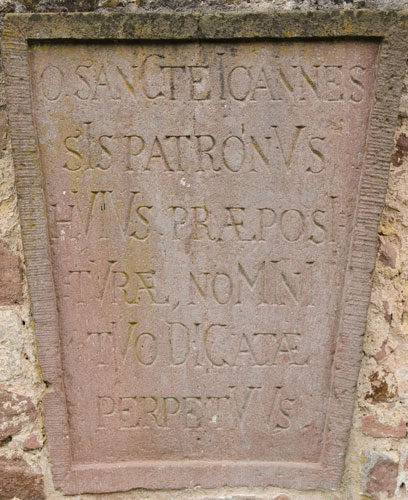 O. SANCTE IOANNES
SIS PATRONVS
HVIVS PRÆPOSI
TVRÆ, NOMINI
TVO DICATÆ
PERPETVVS.